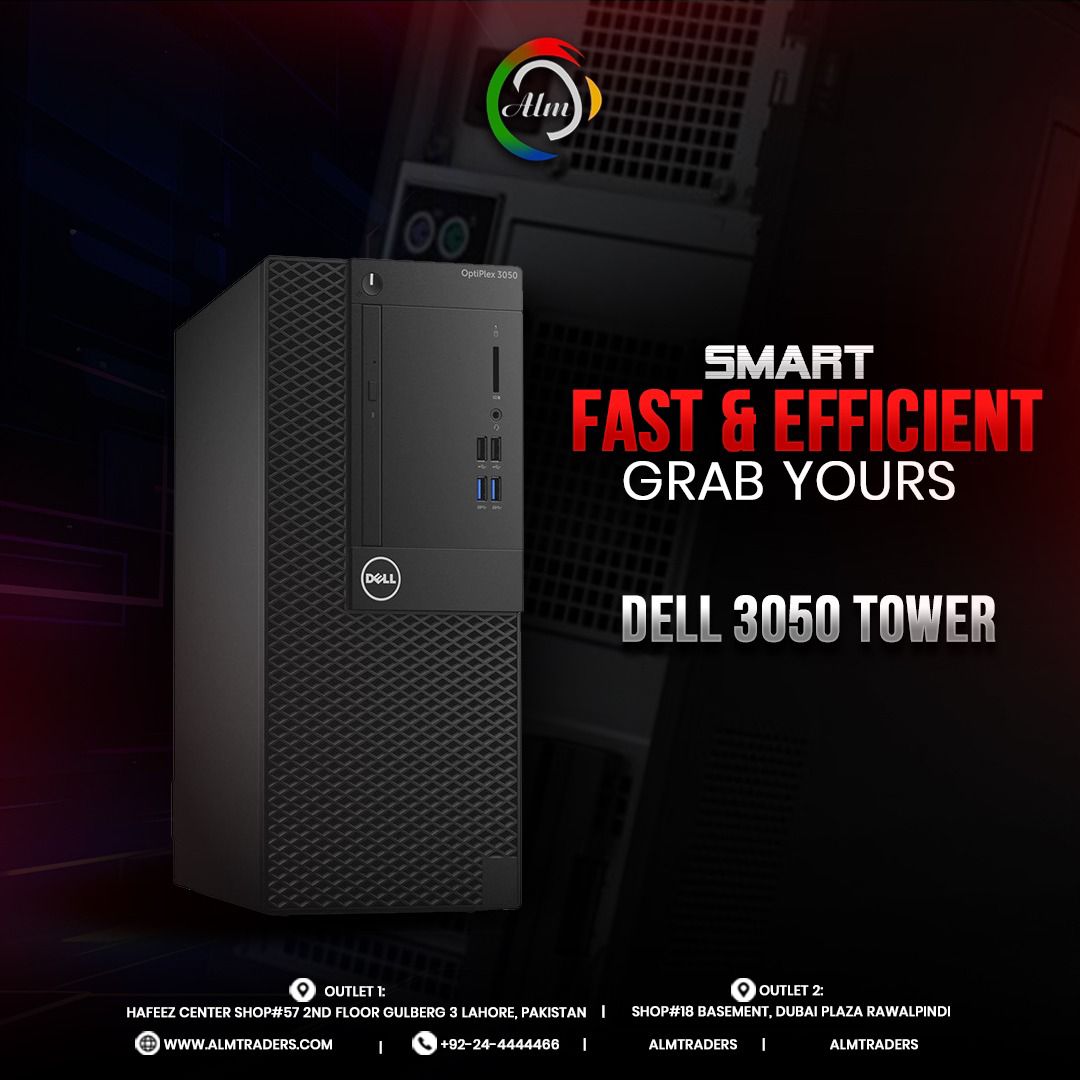 Alm
OptiPlex 3050
DELL
SMART
FAST & EFFICIENT
GRAB YOURS
DELL 3050 TOWER
OUTLET 1:
HAFEEZ CENTER SHOP#57 2ND FLOOR GULBERG 3 LAHORE, PAKISTAN |
OUTLET 2:
SHOP#18 BASEMENT, DUBAI PLAZA RAWALPINDI
WWW.ALMTRADERS.COM | +92-24-4444466 | ALMTRADERS | ALMTRADERS